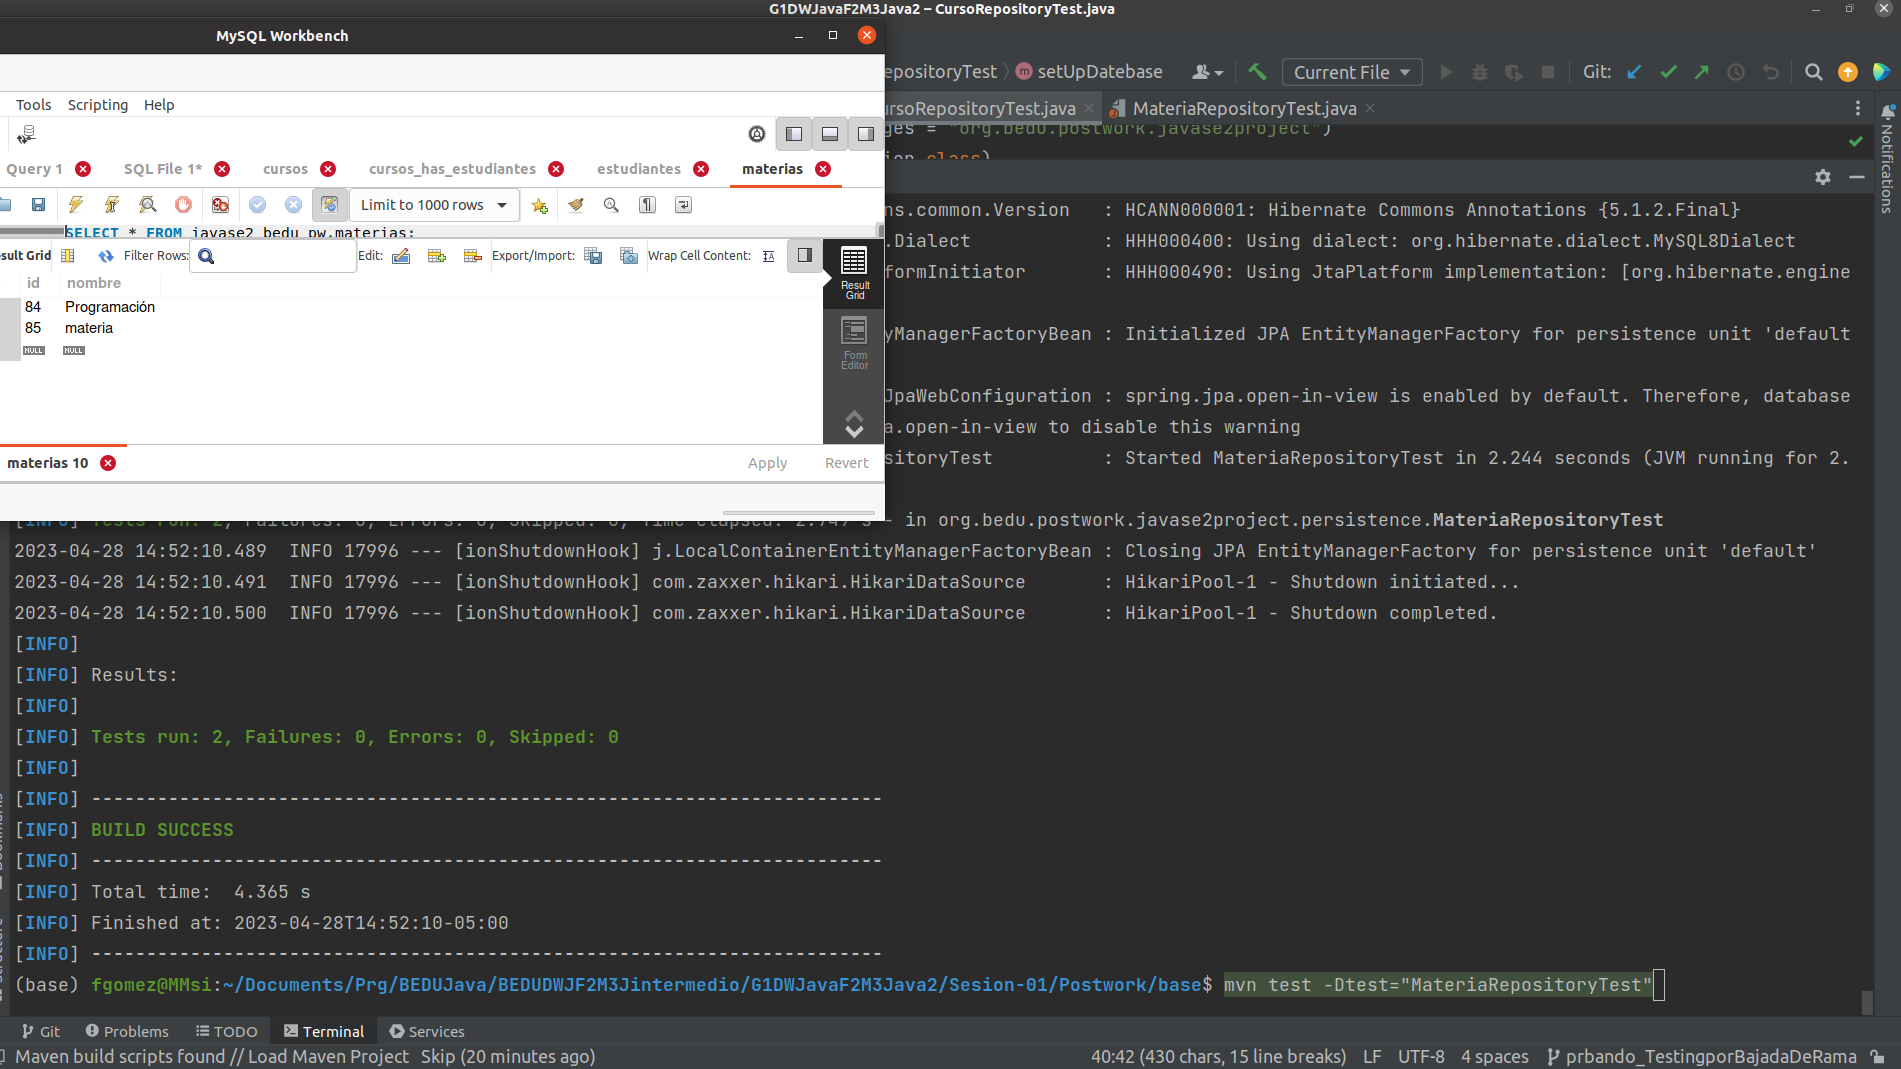 G1DWJavaF2M3Java2 – CursoRepositoryTest.java
MySQL Workbench
epositoryTest
setUpDatebase
Current File
Git:
Tools Scripting Help
ursoRepositoryTest.java
MateriaRepositoryTest.java
ges = "org.bedu.postwork.javase2project")
ion.class)
Notifications
Query 1
SQL File 1*
cursos
cursos_has_estudiantes
estudiantes
materias
Limit to 1000 rows
SELECT * FROM javase2_bedu_pw.materias;
sult Grid
Filter Rows:
Edit:
Export/Import:
Wrap Cell Content:
id nombre
84 Programación
85 materia
NULL NULL
Result Grid
Form Editor
materias 10
Apply
Revert
ns.common.Version : HCANN000001: Hibernate Commons Annotations {5.1.2.Final}
.Dialect : HHH000400: Using dialect: org.hibernate.dialect.MySQL8Dialect
formInitiator : HHH000490: Using JtaPlatform implementation: [org.hibernate.engine
yManagerFactoryBean : Initialized JPA EntityManagerFactory for persistence unit 'default
JpaWebConfiguration : spring.jpa.open-in-view is enabled by default. Therefore, database
a.open-in-view to disable this warning
sitoryTest : Started MateriaRepositoryTest in 2.244 seconds (JVM running for 2.
[INFO] Tests run: 2, Failures: 0, Errors: 0, Skipped: 0, Time elapsed: 2.749 s - in org.bedu.postwork.javase2project.persistence.MateriaRepositoryTest
2023-04-28 14:52:10.489 INFO 17996 --- [ionShutdownHook] j.LocalContainerEntityManagerFactoryBean : Closing JPA EntityManagerFactory for persistence unit 'default'
2023-04-28 14:52:10.491 INFO 17996 --- [ionShutdownHook] com.zaxxer.hikari.HikariDataSource : HikariPool-1 - Shutdown initiated...
2023-04-28 14:52:10.500 INFO 17996 --- [ionShutdownHook] com.zaxxer.hikari.HikariDataSource : HikariPool-1 - Shutdown completed.
[INFO]
[INFO] Results:
[INFO]
[INFO] Tests run: 2, Failures: 0, Errors: 0, Skipped: 0
[INFO]
[INFO] ------------------------------------------------------------------------
[INFO] BUILD SUCCESS
[INFO] ------------------------------------------------------------------------
[INFO] Total time: 4.365 s
[INFO] Finished at: 2023-04-28T14:52:10-05:00
[INFO] ------------------------------------------------------------------------
(base) fgomez@MMsi:~/Documents/Prg/BEDUJava/BEDUDWJF2M3Jintermedio/G1DWJavaF2M3Java2/Sesion-01/Postwork/base$ mvn test -Dtest="MateriaRepositoryTest"
Git Problems TODO Terminal Services
Maven build scripts found // Load Maven Project Skip (20 minutes ago)
40:42 (430 chars, 15 line breaks) LF UTF-8 4 spaces prbando_TestingporBajadaDeRama